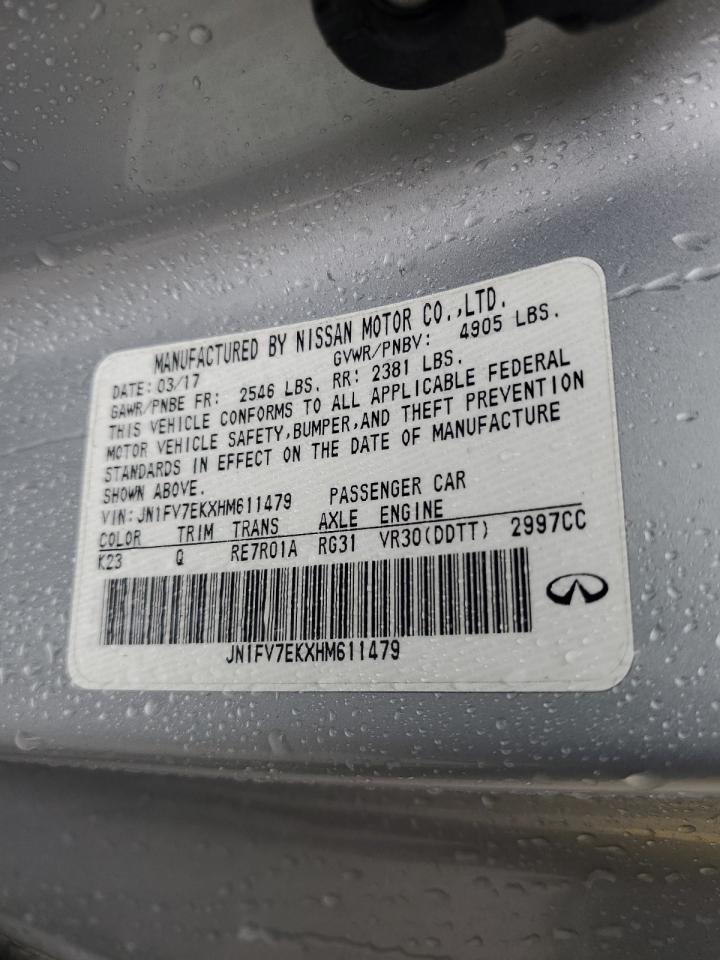 MANUFACTURED BY NISSAN MOTOR CO.,LTD.
DATE: 03/17 GVWR/PNBV: 4905 LBS.
GAWR/PNBE FR: 2546 LBS. RR: 2381 LBS.
THIS VEHICLE CONFORMS TO ALL APPLICABLE FEDERAL
MOTOR VEHICLE SAFETY,BUMPER,AND THEFT PREVENTION
STANDARDS IN EFFECT ON THE DATE OF MANUFACTURE
SHOWN ABOVE.
VIN: JN1FV7EKXHM611479 PASSENGER CAR
COLOR TRIM TRANS AXLE ENGINE
K23 Q RE7R01A RG31 VR30(DDTT) 2997CC
JN1FV7EKXHM611479